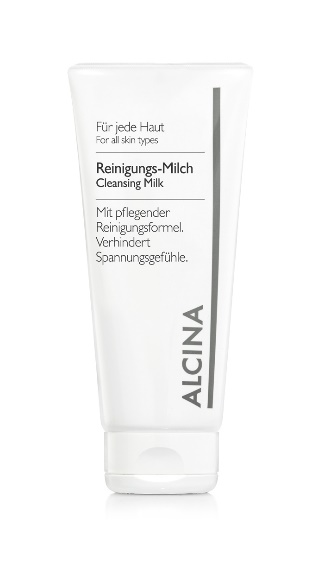 Für jede Haut
For all skin types
Reinigungs-Milch
Cleansing Milk
Mit pflegender
Reinigungsformel.
Verhindert
Spannungsgefühle.
ALCINA